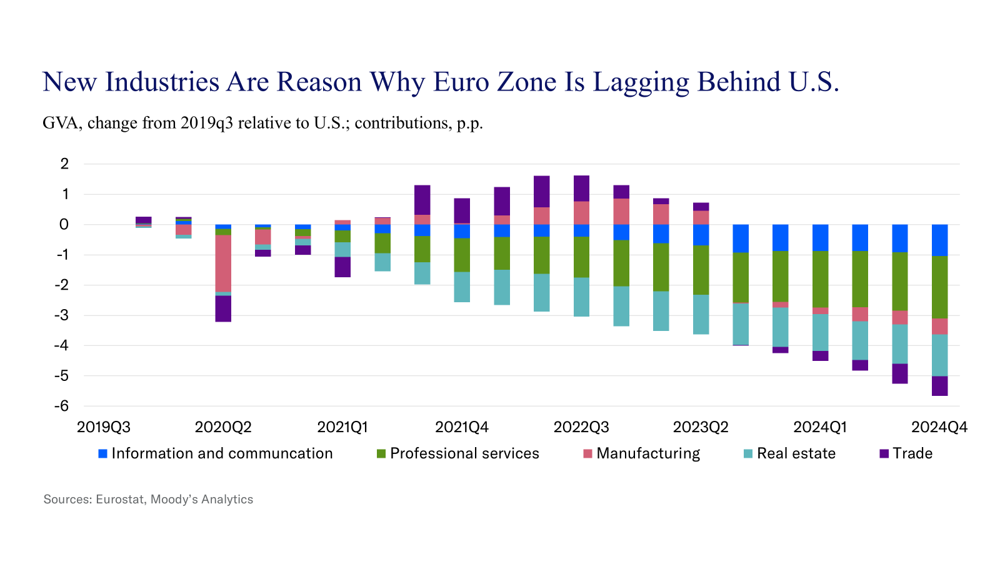 New Industries Are Reason Why Euro Zone Is Lagging Behind U.S.
GVA, change from 2019q3 relative to U.S.; contributions, p.p.
2
1
0
-1
-2
-3
-4
-5
-6
2019Q3 2020Q2 2021Q1 2021Q4 2022Q3 2023Q2 2024Q1 2024Q4
Information and communcation Professional services Manufacturing Real estate Trade
Sources: Eurostat, Moody’s Analytics